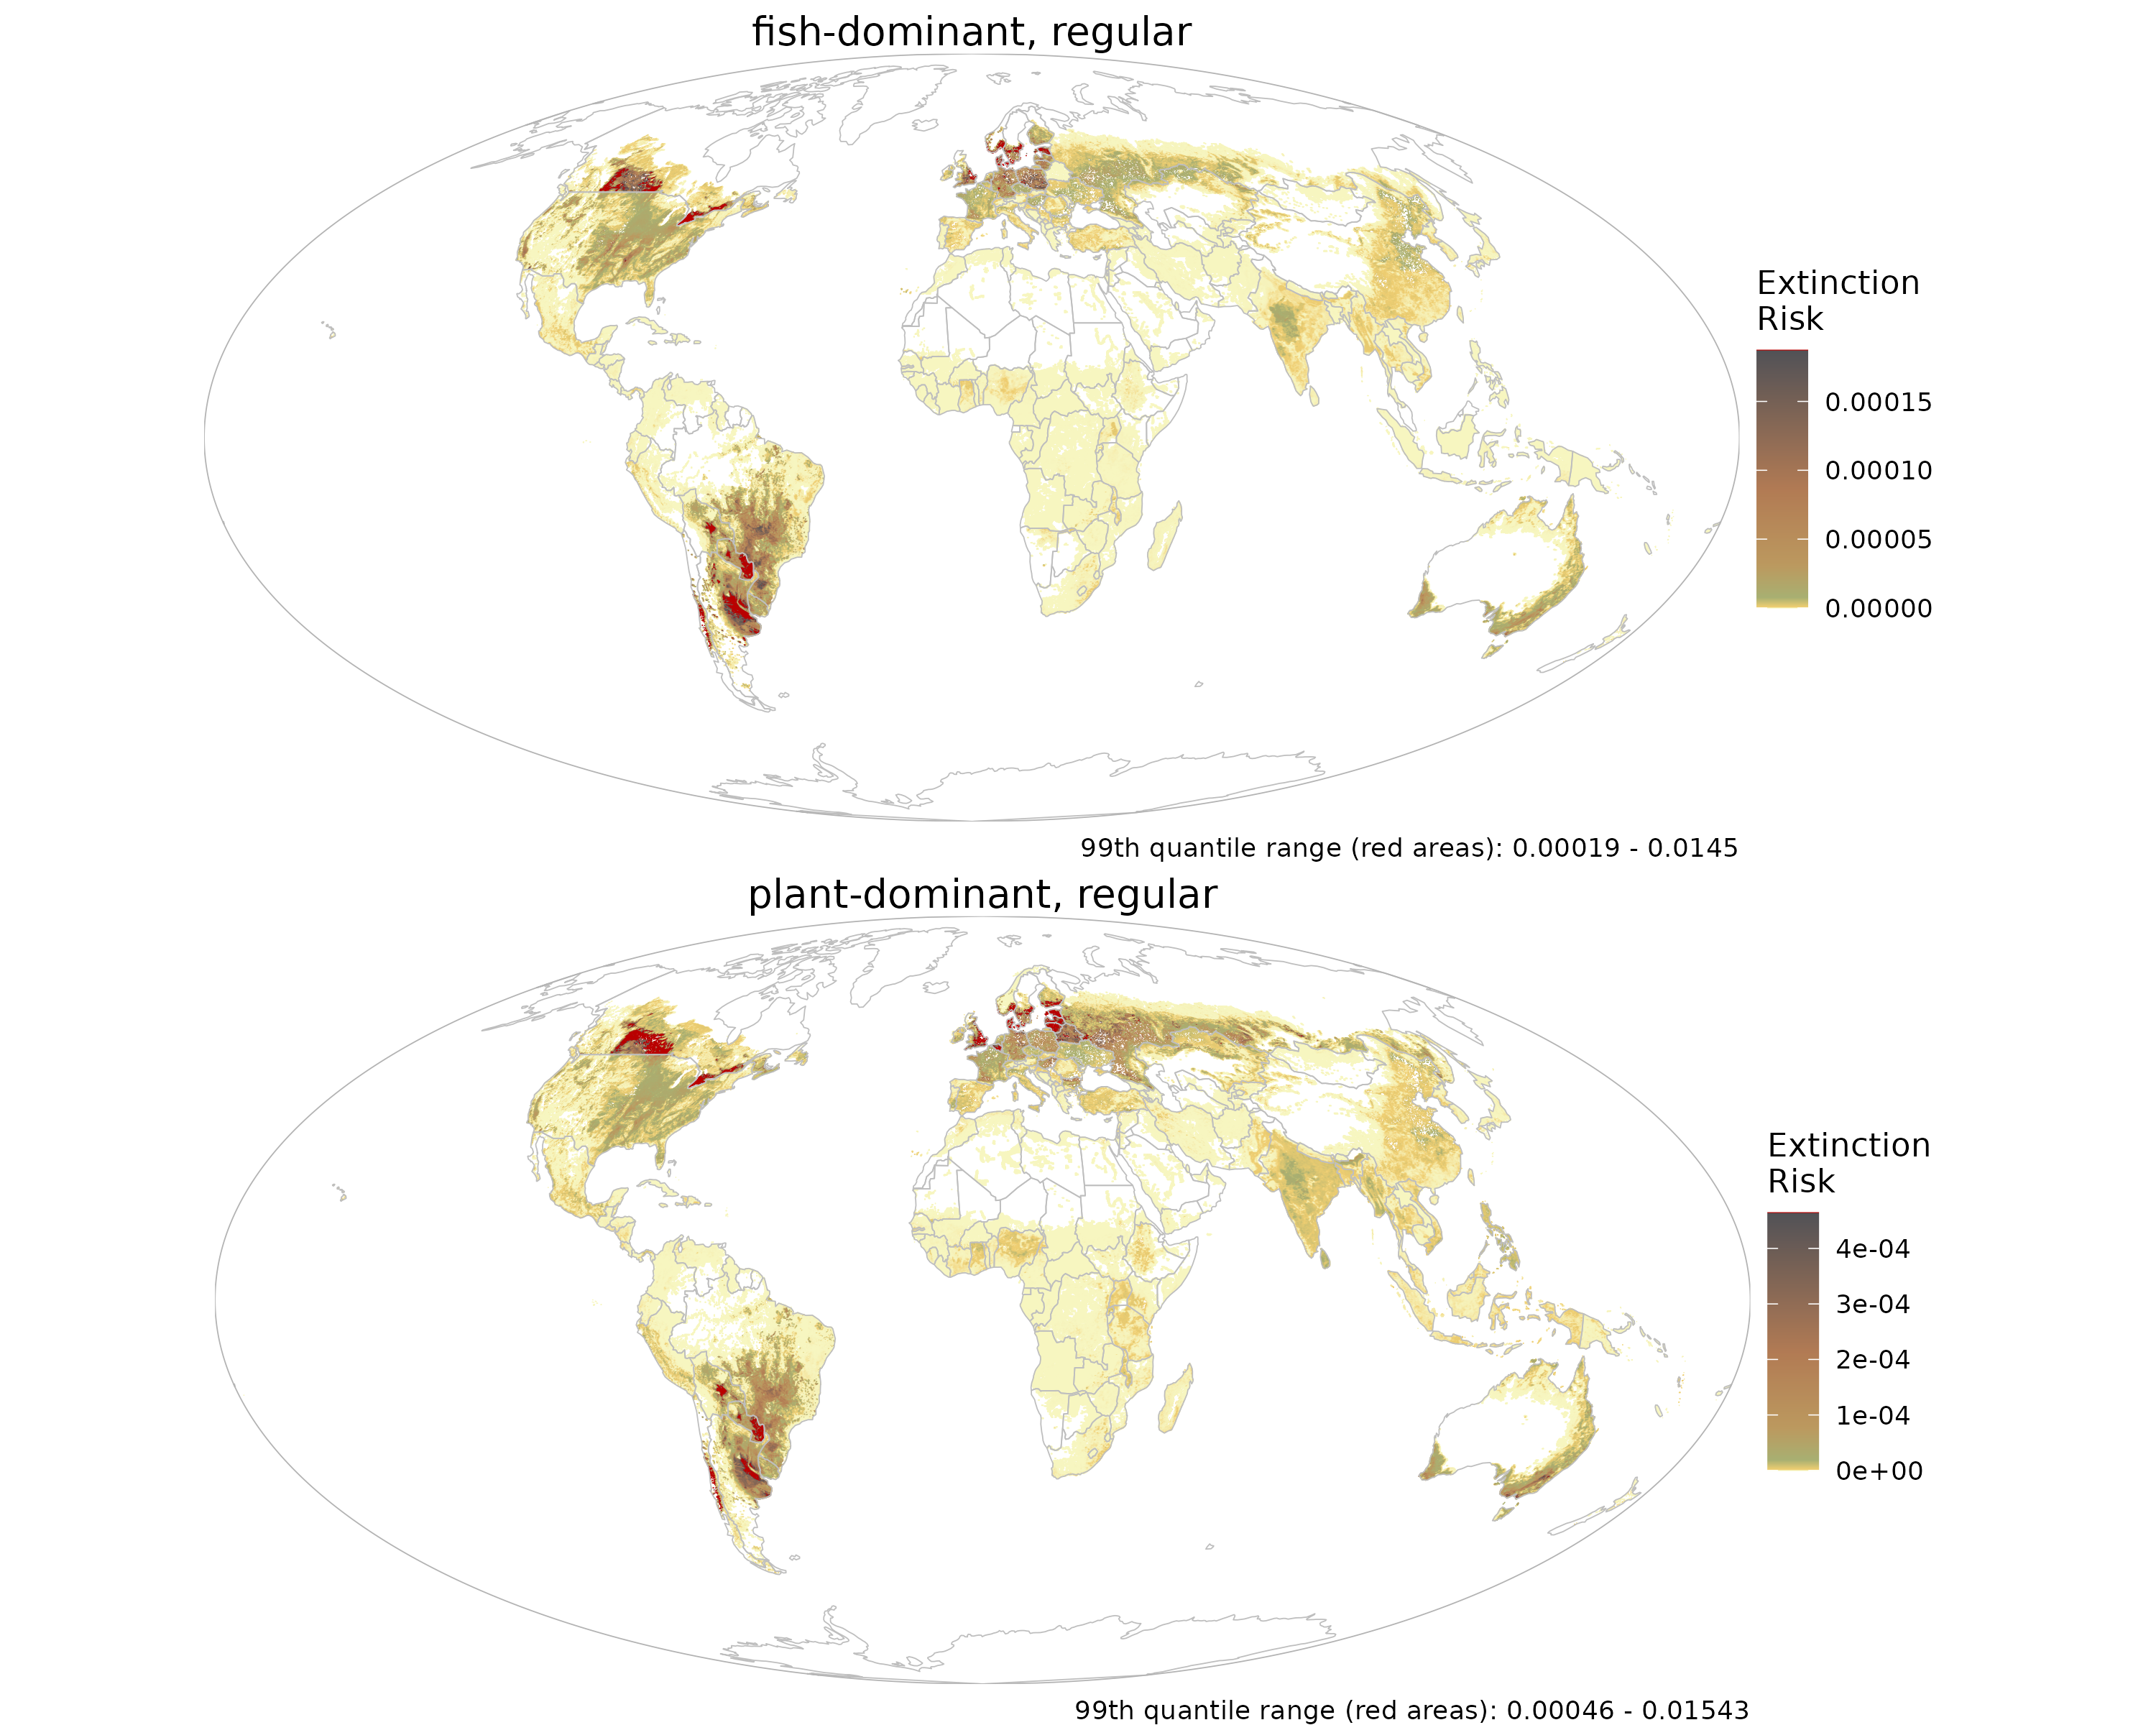 fish-dominant, regular
Extinction
Risk
0.00015
0.00010
0.00005
0.00000
99th quantile range (red areas): 0.00019 - 0.0145
plant-dominant, regular
Extinction
Risk
4e-04
3e-04
2e-04
1e-04
0e+00
99th quantile range (red areas): 0.00046 - 0.01543